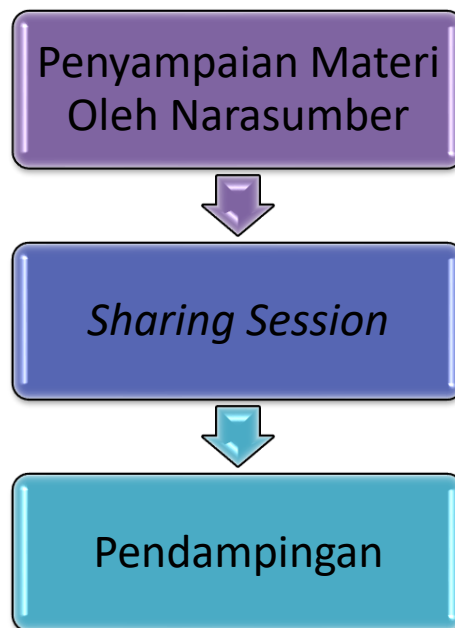 Penyampaian Materi
Oleh Narasumber
Sharing Session
Pendampingan